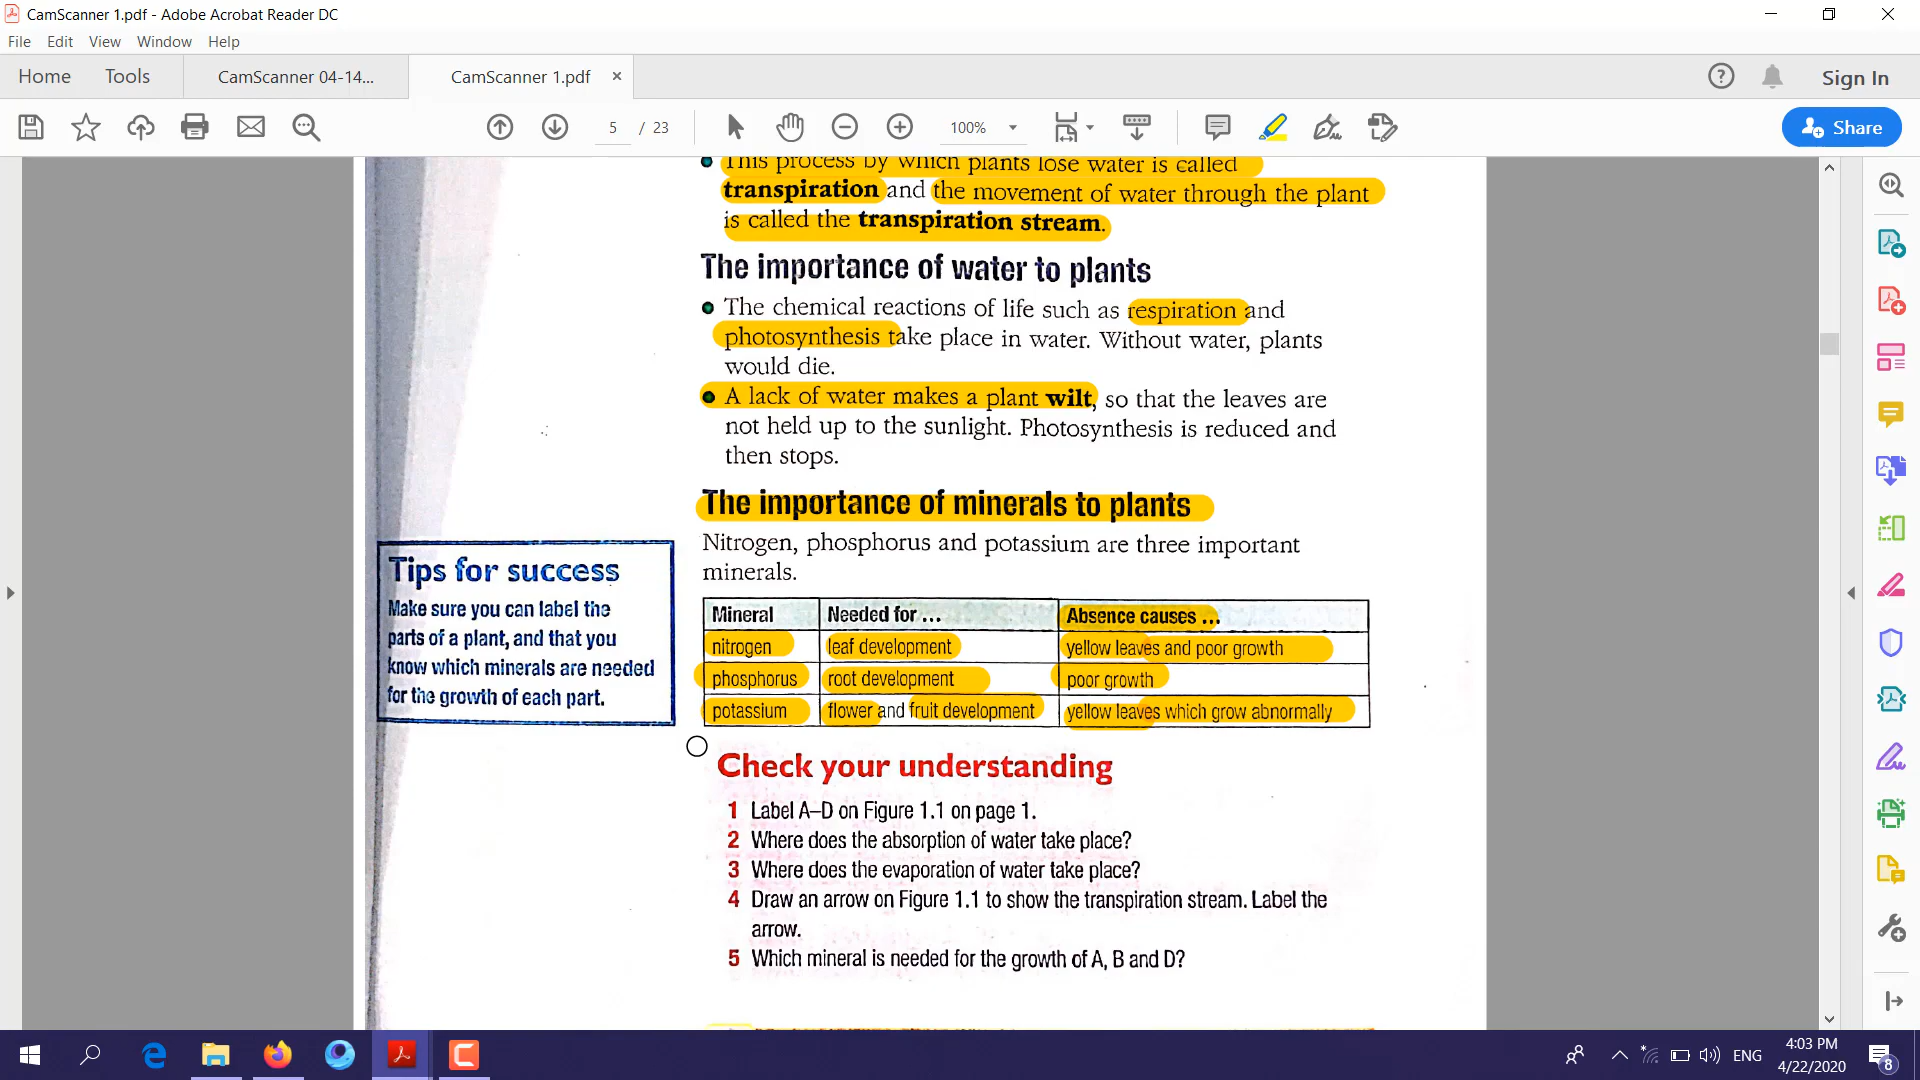 CamScanner 1.pdf - Adobe Acrobat Reader DC
File Edit View Window Help
Home Tools CamScanner 04-14... CamScanner 1.pdf × Sign In
5 / 23 100% Share
This process by which plants lose water is called
transpiration and the movement of water through the plant
is called the transpiration stream.
The importance of water to plants
The chemical reactions of life such as respiration and
photosynthesis take place in water. Without water, plants
would die.
A lack of water makes a plant wilt, so that the leaves are
not held up to the sunlight. Photosynthesis is reduced and
then stops.
The importance of minerals to plants
Nitrogen, phosphorus and potassium are three important
minerals.
Mineral Needed for ... Absence causes ...
nitrogen leaf development yellow leaves and poor growth
phosphorus root development poor growth
potassium flower and fruit development yellow leaves which grow abnormally
Tips for success
Make sure you can label the
parts of a plant, and that you
know which minerals are needed
for the growth of each part.
Check your understanding
1 Label A–D on Figure 1.1 on page 1.
2 Where does the absorption of water take place?
3 Where does the evaporation of water take place?
4 Draw an arrow on Figure 1.1 to show the transpiration stream. Label the
arrow.
5 Which mineral is needed for the growth of A, B and D?
ENG
4:03 PM
4/22/2020
8